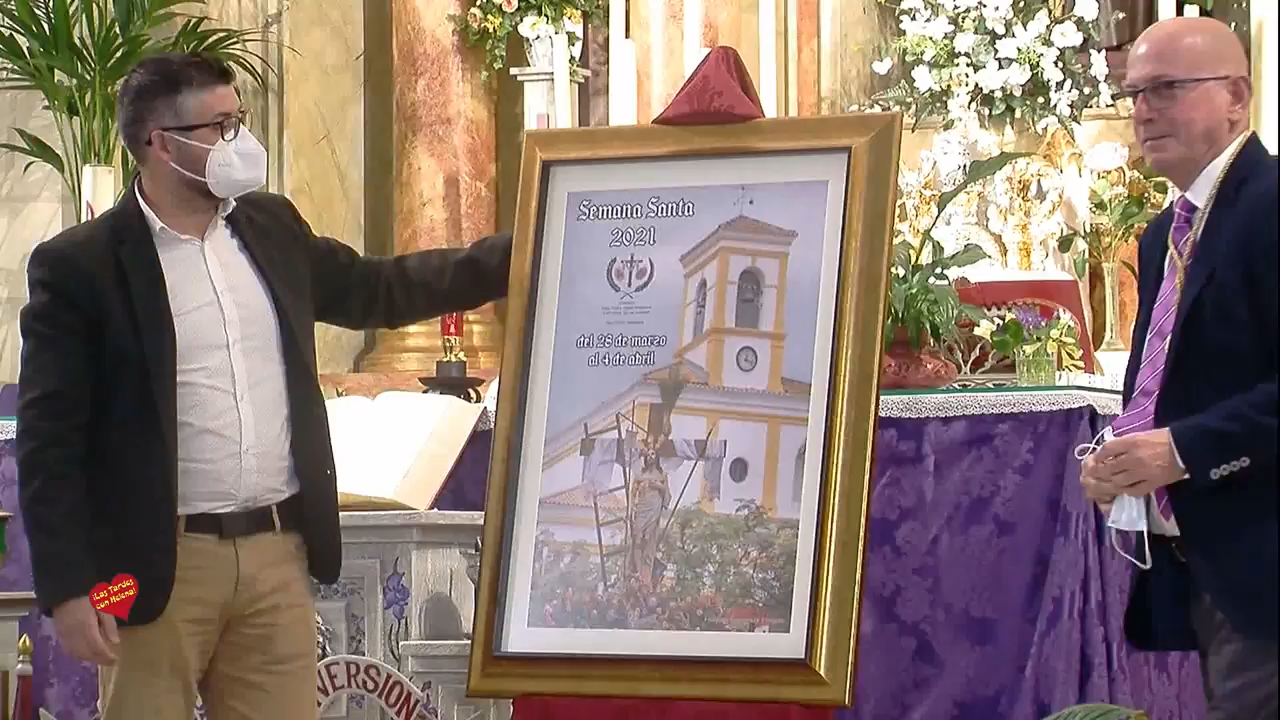 Semana Santa
2021
del 28 de marzo
al 4 de abril
¡Las Tardes
con Helena!
VERSION